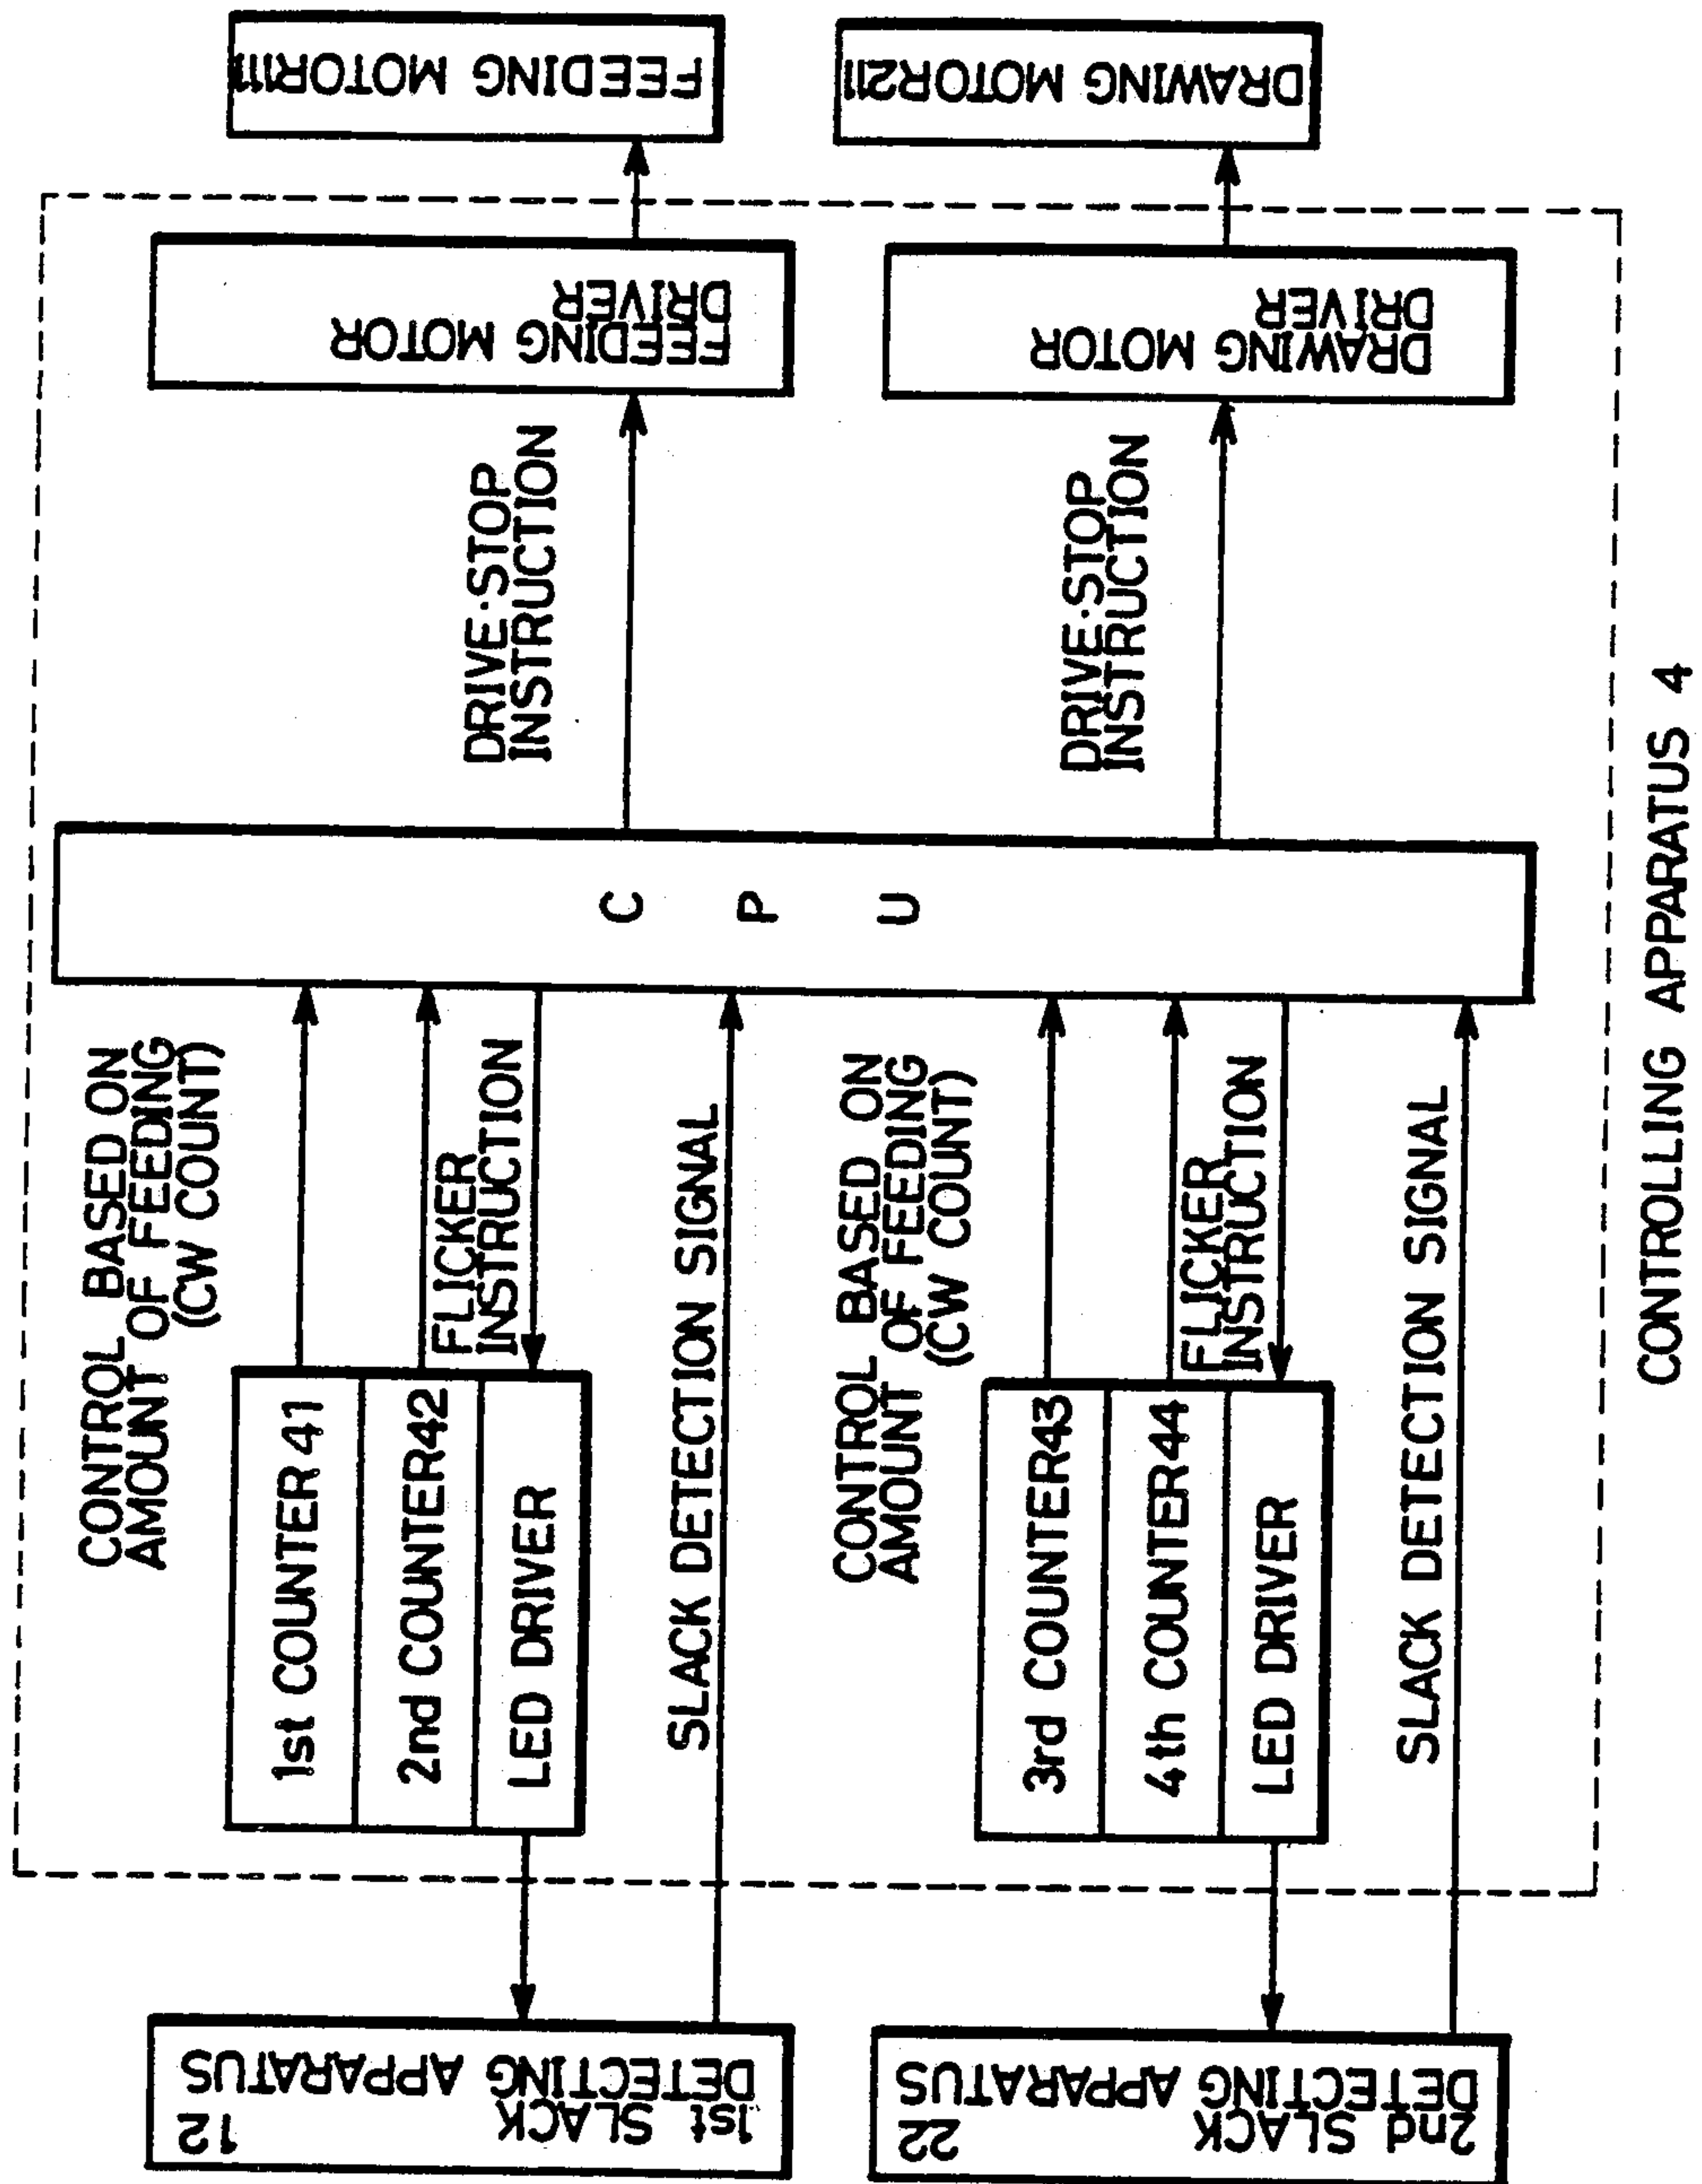 1st SLACK
DETECTING APPARATUS
12
CONTROL BASED ON
AMOUNT OF FEEDING
(CW COUNT)
1st COUNTER 41
2nd COUNTER42
LED DRIVER
FLICKER
INSTRUCTION
SLACK DETECTION SIGNAL
2nd SLACK
DETECTING APPARATUS
22
CONTROL BASED ON
AMOUNT OF FEEDING
(CW COUNT)
3rd COUNTER43
4th COUNTER44
LED DRIVER
FLICKER
INSTRUCTION
SLACK DETECTION SIGNAL
C P U
DRIVE·STOP
INSTRUCTION
DRIVE·STOP
INSTRUCTION
FEEDING MOTOR
DRIVER
DRAWING MOTOR
DRIVER
FEEDING MOTOR111
DRAWING MOTOR211
CONTROLLING APPARATUS 4